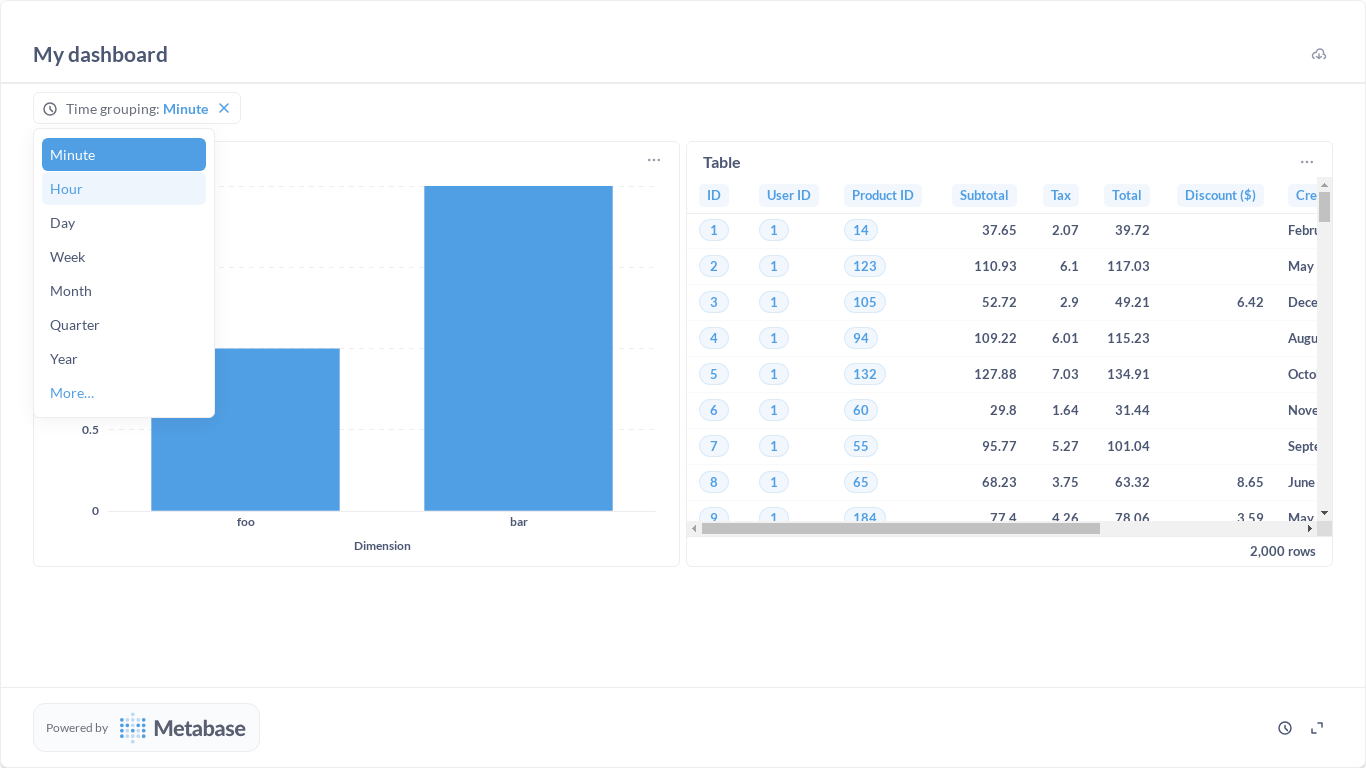 My dashboard
Time grouping: Minute
Minute
Hour
Day
Week
Month
Quarter
Year
More...
0.5
0
foo
bar
Dimension
Table
ID User ID Product ID Subtotal Tax Total Discount ($) Cre
1 1 14 37.65 2.07 39.72 Febru
2 1 123 110.93 6.1 117.03 May
3 1 105 52.72 2.9 49.21 6.42 Dece
4 1 94 109.22 6.01 115.23 Augu
5 1 132 127.88 7.03 134.91 Octo
6 1 60 29.8 1.64 31.44 Nove
7 1 55 95.77 5.27 101.04 Septe
8 1 65 68.23 3.75 63.32 8.65 June
9 1 184 77.4 4.26 78.06 3.59 May
2,000 rows
Powered by Metabase